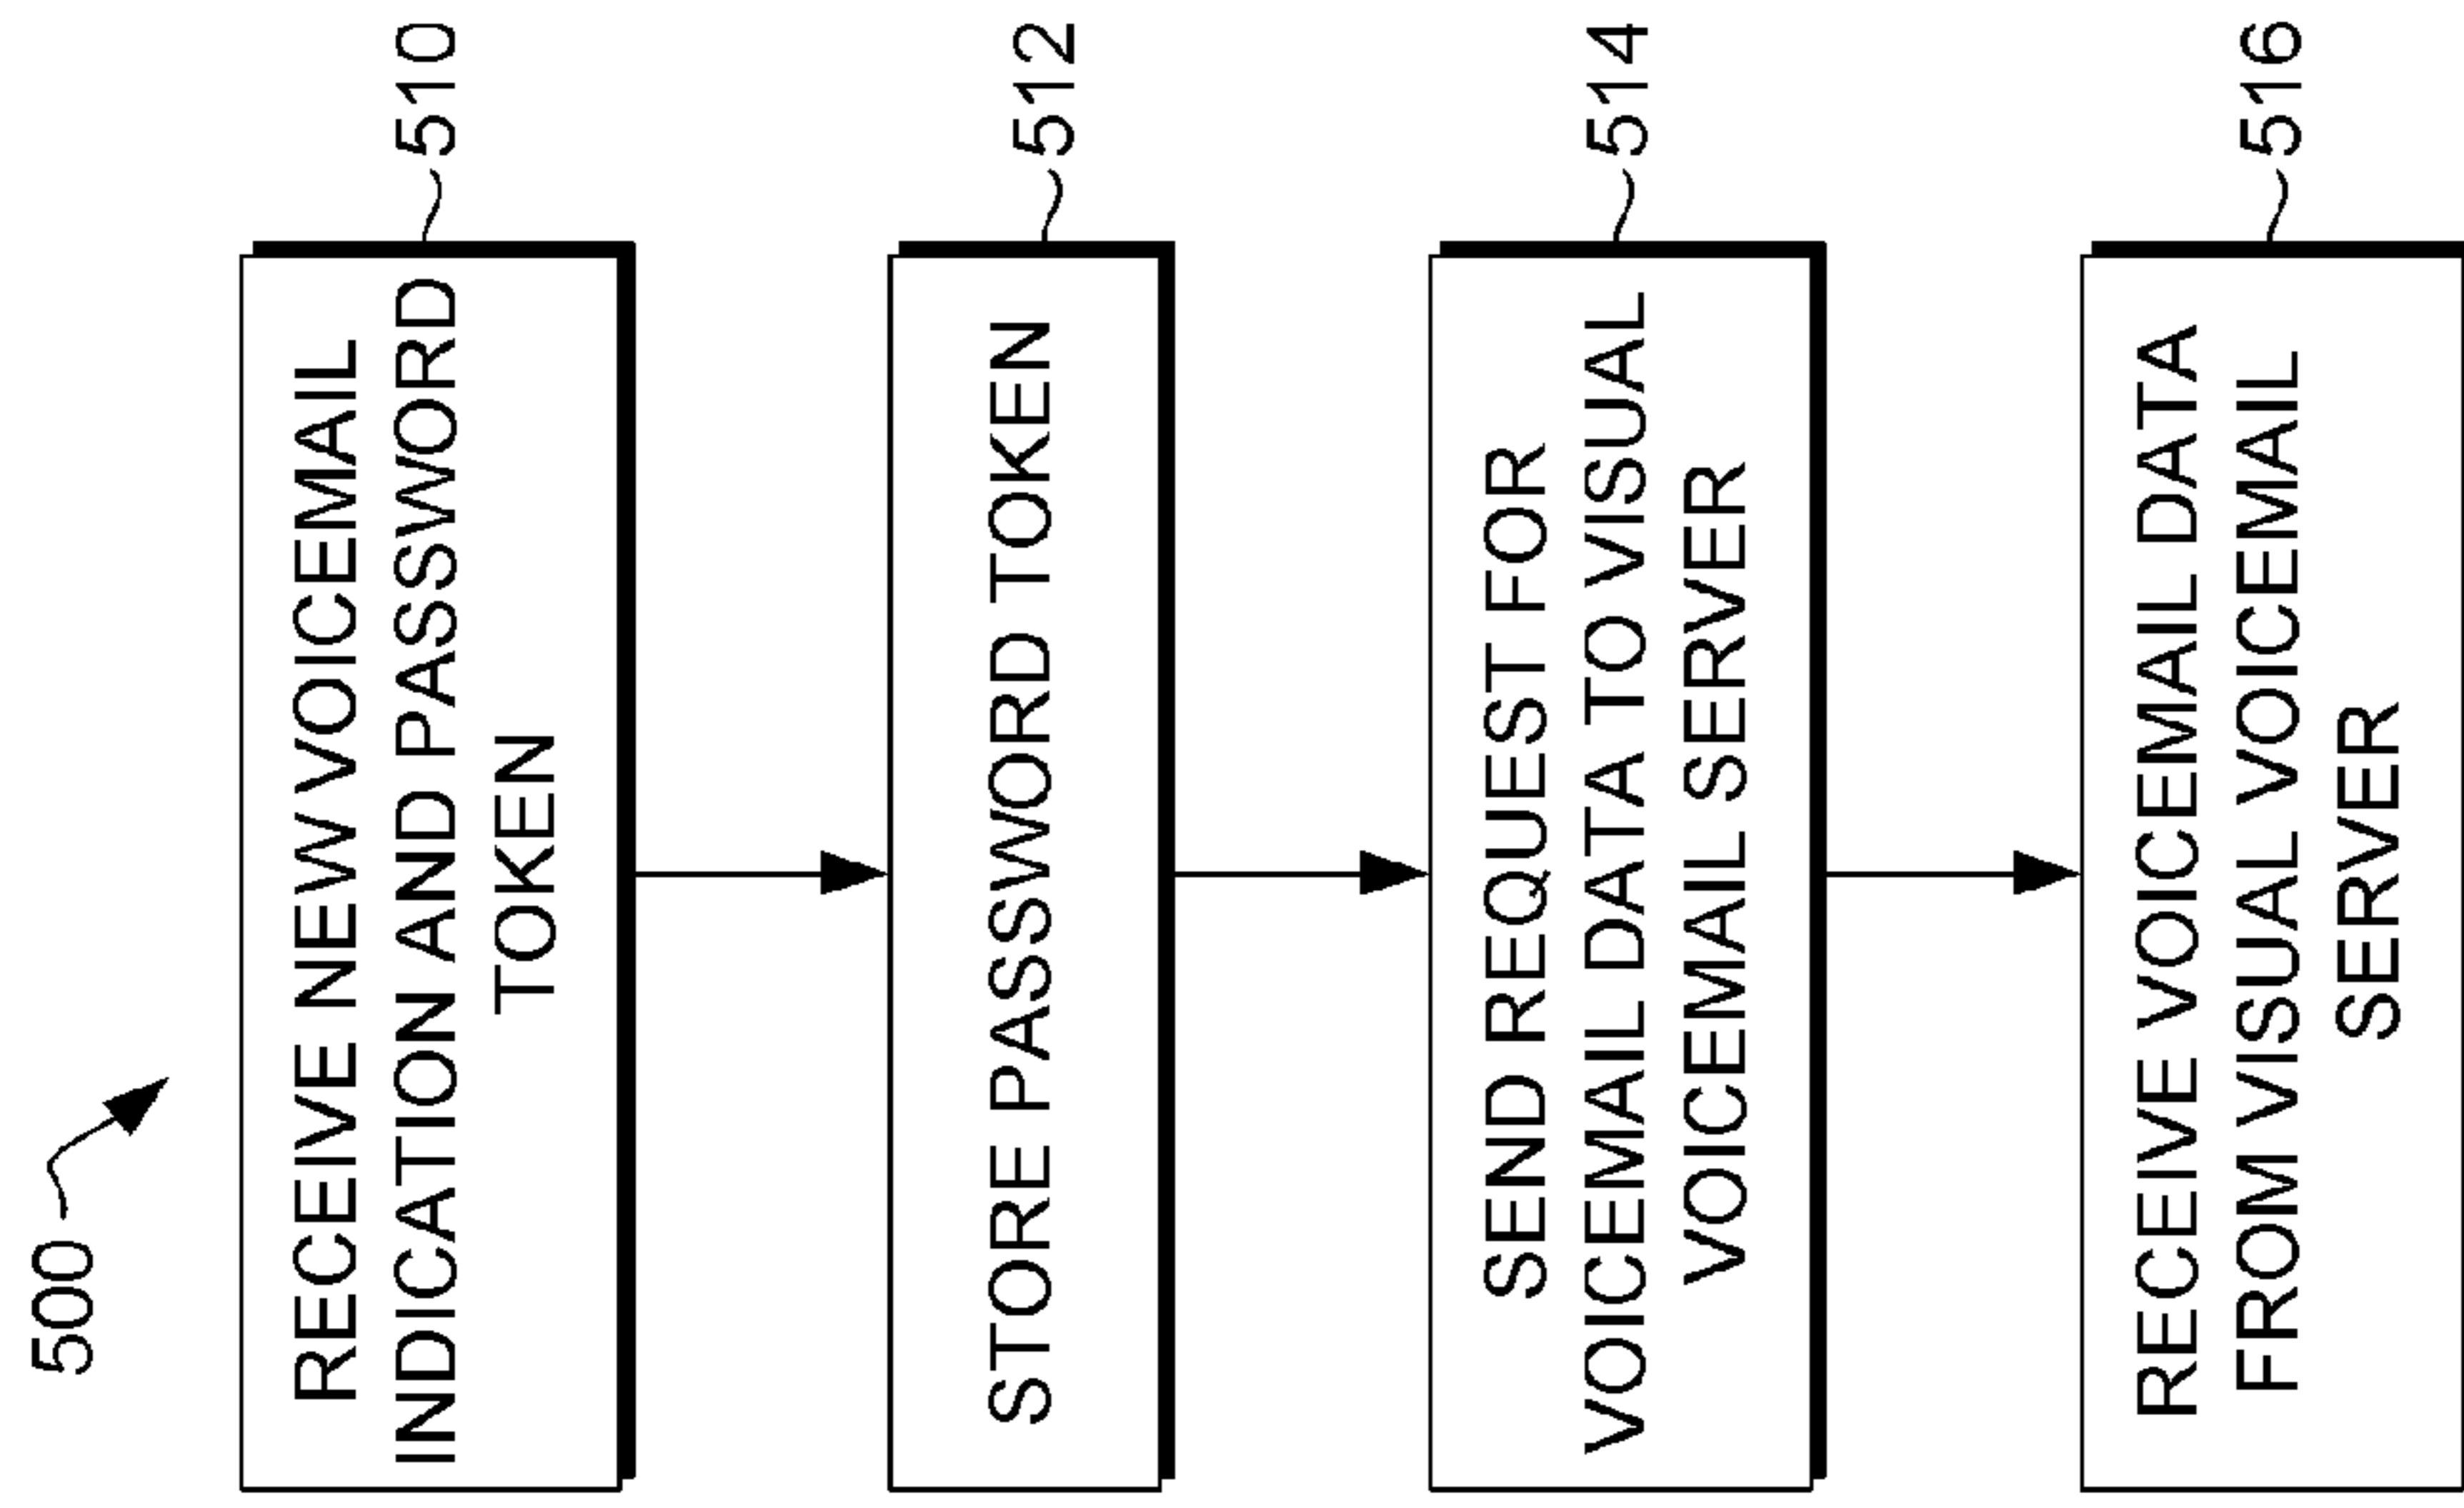 500
RECEIVE NEW VOICEMAIL
INDICATION AND PASSWORD
TOKEN
510
STORE PASSWORD TOKEN
512
SEND REQUEST FOR
VOICEMAIL DATA TO VISUAL
VOICEMAIL SERVER
514
RECEIVE VOICEMAIL DATA
FROM VISUAL VOICEMAIL
SERVER
516